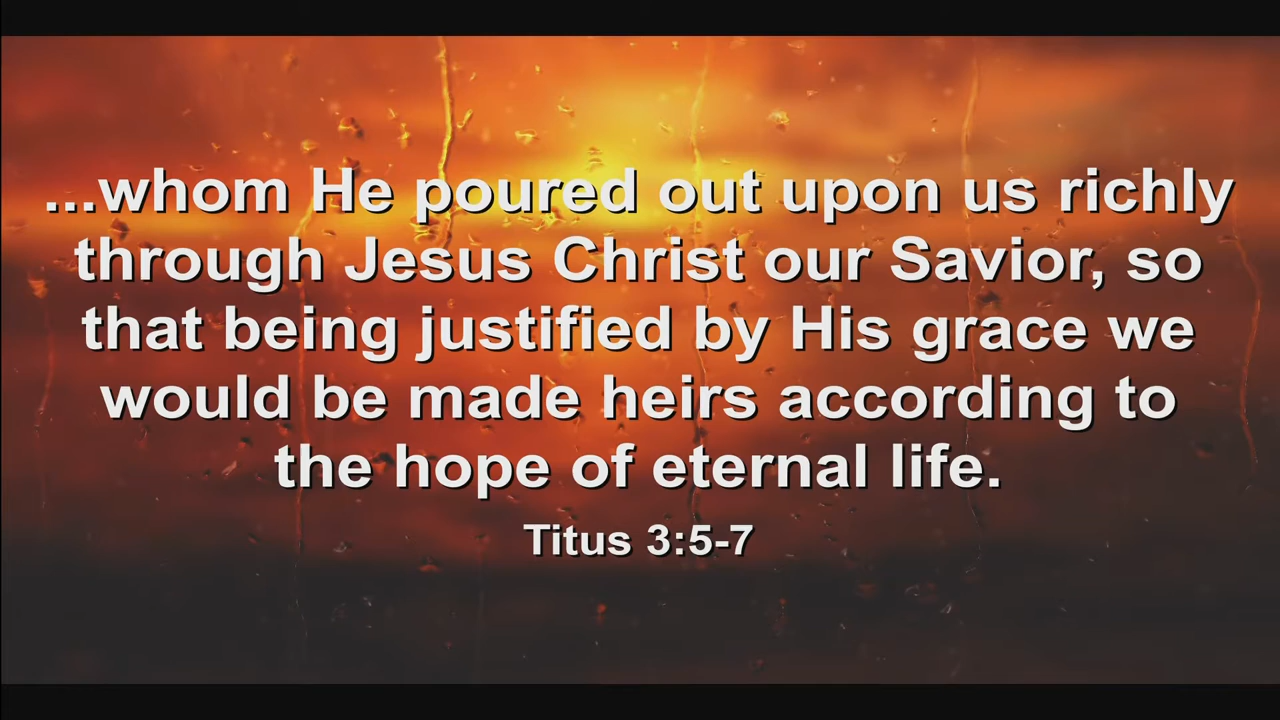 ...whom He poured out upon us richly
through Jesus Christ our Savior, so
that being justified by His grace we
would be made heirs according to
the hope of eternal life.
Titus 3:5-7